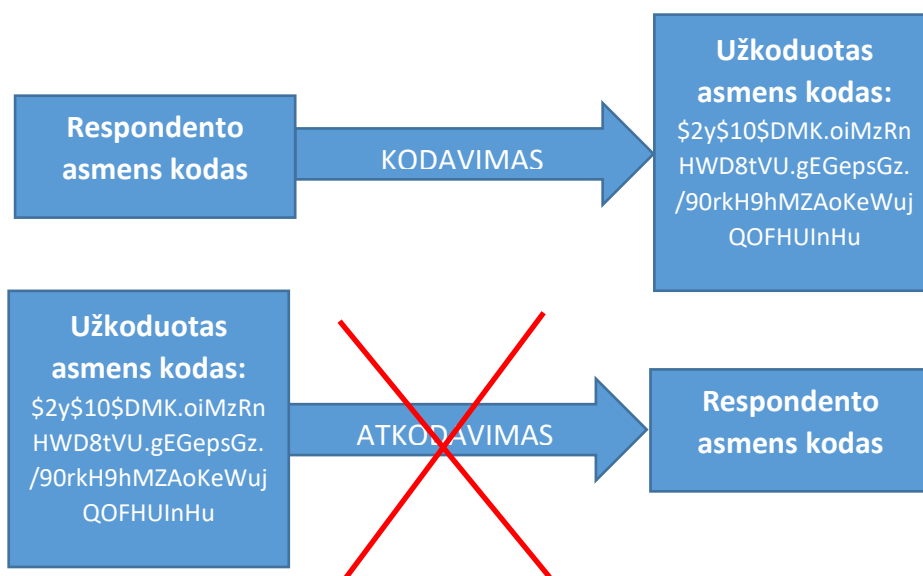 Respondento
asmens kodas
KODAVIMAS
Užkoduotas
asmens kodas:
$2y$10$DMK.oiMzRn
HWD8tVU.gEGepsGz.
/90rkH9hMZAoKeWuj
QOFHUInHu
Užkoduotas
asmens kodas:
$2y$10$DMK.oiMzRn
HWD8tVU.gEGepsGz.
/90rkH9hMZAoKeWuj
QOFHUInHu
ATKODAVIMAS
Respondento
asmens kodas